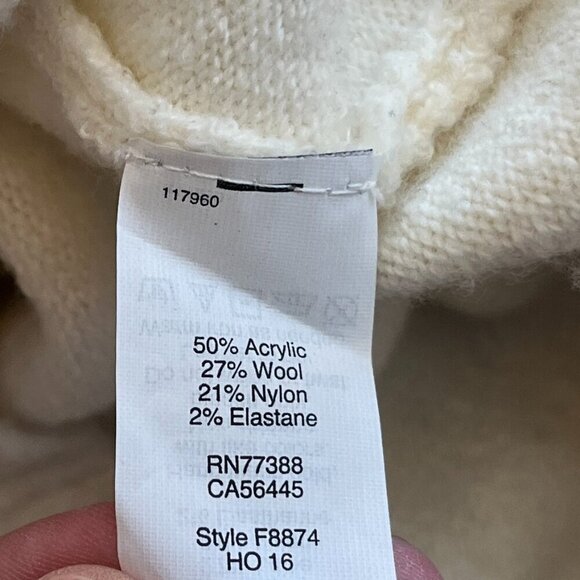 117960
50% Acrylic
27% Wool
21% Nylon
2% Elastane
RN77388
CA56445
Style F8874
HO 16